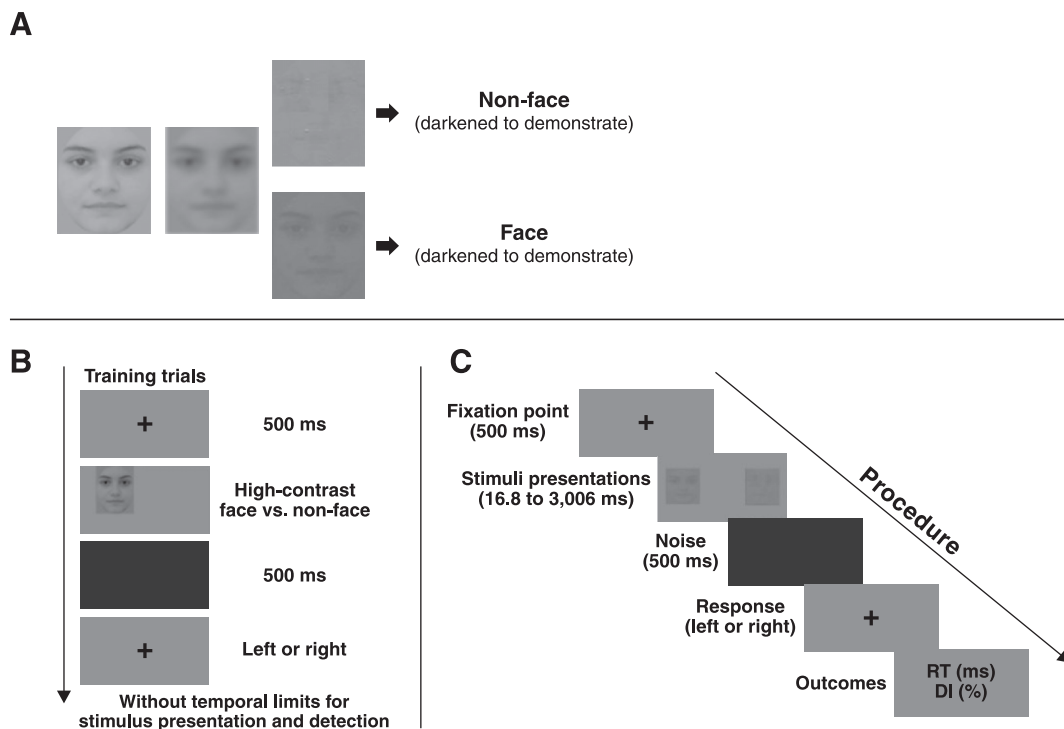 A
Non-face
(darkened to demonstrate)
Face
(darkened to demonstrate)
B
Training trials
+
500 ms
High-contrast
face vs. non-face
500 ms
+
Left or right
Without temporal limits for
stimulus presentation and detection
C
Fixation point
(500 ms)
+
Stimuli presentations
(16.8 to 3,006 ms)
Noise
(500 ms)
Response
(left or right)
+
Outcomes
RT (ms)
DI (%)
Procedure